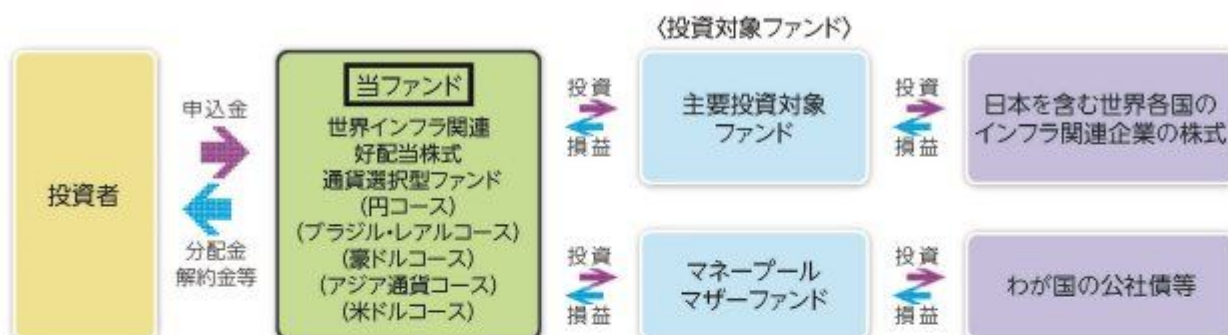 〈投資対象ファンド〉
投資者
申込金
分配金
解約金等
当ファンド
世界インフラ関連
好配当株式
通貨選択型ファンド
(円コース)
(ブラジル・レアルコース)
(豪ドルコース)
(アジア通貨コース)
(米ドルコース)
投資
損益
主要投資対象
ファンド
投資
損益
日本を含む世界各国の
インフラ関連企業の株式
投資
損益
マネープール
マザーファンド
投資
損益
わが国の公社債等